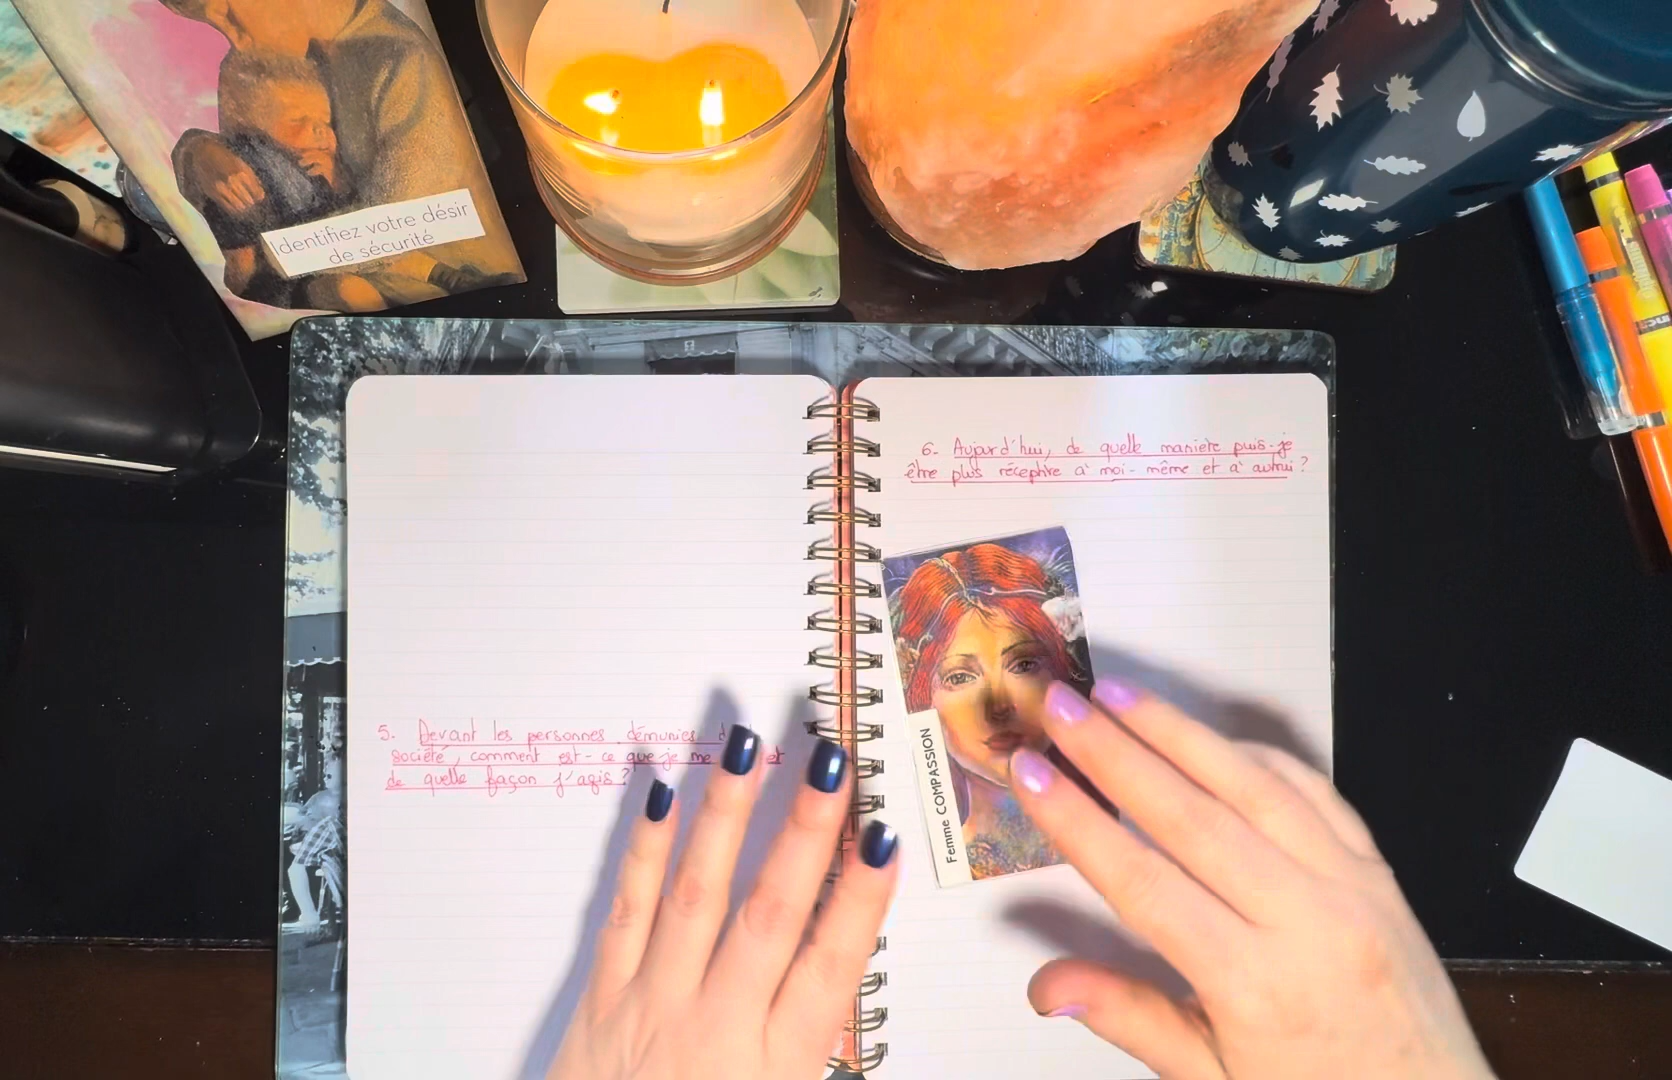 Identifiez votre désir
de sécurité
5. Devant les personnes démunies
société, comment est-ce que je me et
de quelle façon j'agis ?
6- Aujourd'hui, de quelle manière puis-je
être plus réceptive à moi-même et à autrui ?
Femme COMPASSION